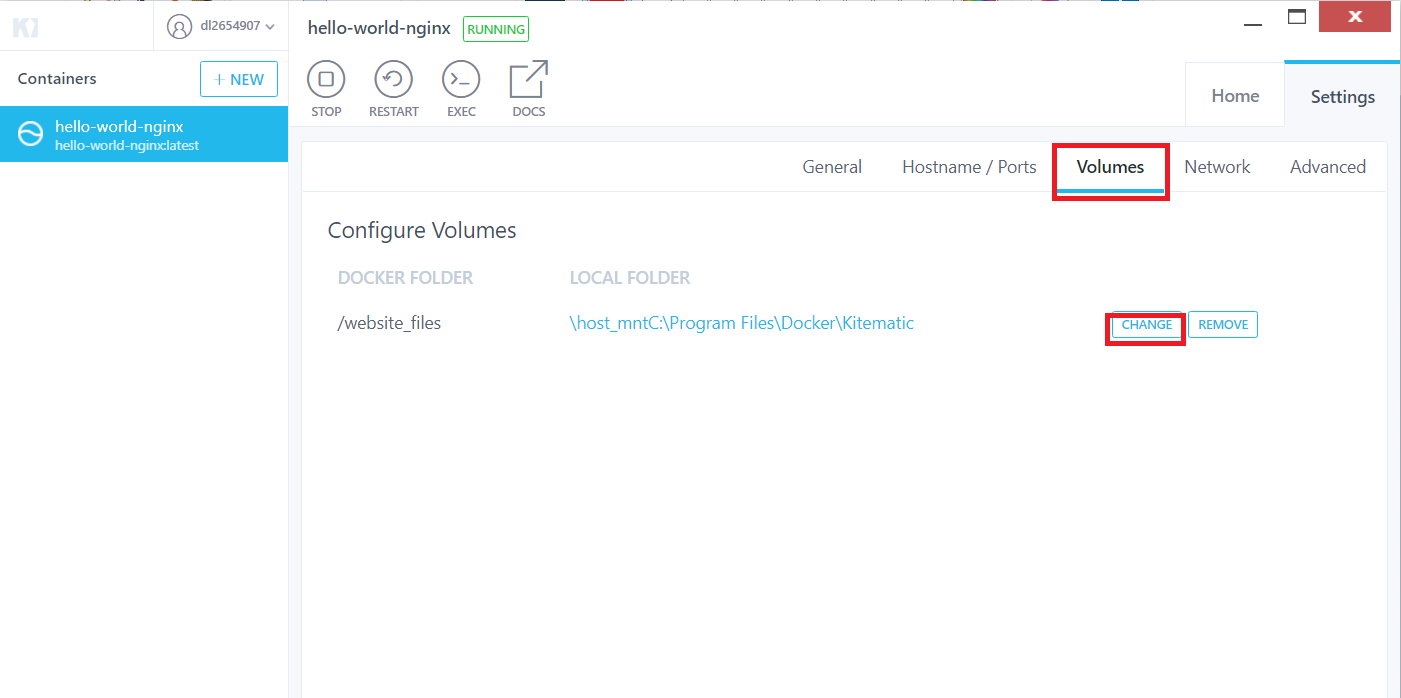 dl2654907
hello-world-nginx RUNNING
Containers
+ NEW
hello-world-nginx
hello-world-nginx:latest
STOP RESTART EXEC DOCS
Home Settings
General Hostname / Ports Volumes Network Advanced
Configure Volumes
DOCKER FOLDER LOCAL FOLDER
/website_files \host_mntC:\Program Files\Docker\Kitematic CHANGE REMOVE